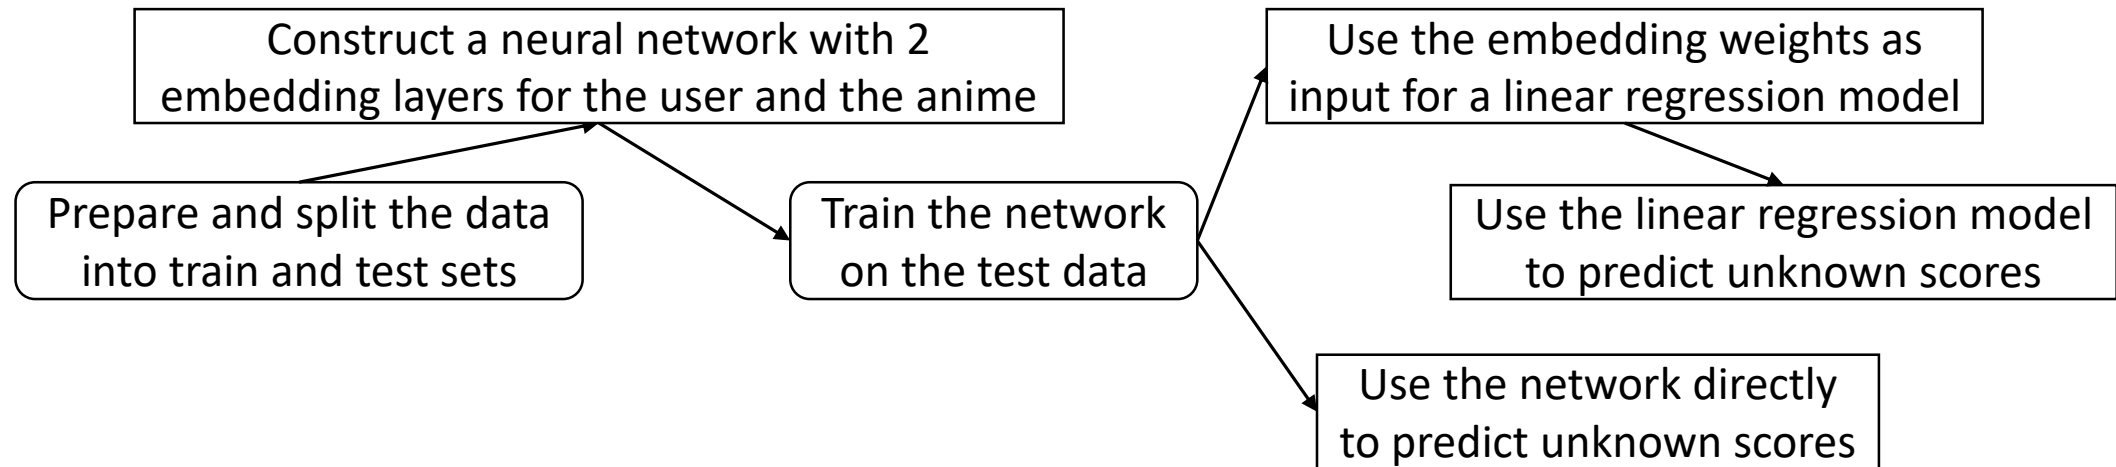 Construct a neural network with 2
embedding layers for the user and the anime
Prepare and split the data
into train and test sets
Train the network
on the test data
Use the embedding weights as
input for a linear regression model
Use the linear regression model
to predict unknown scores
Use the network directly
to predict unknown scores